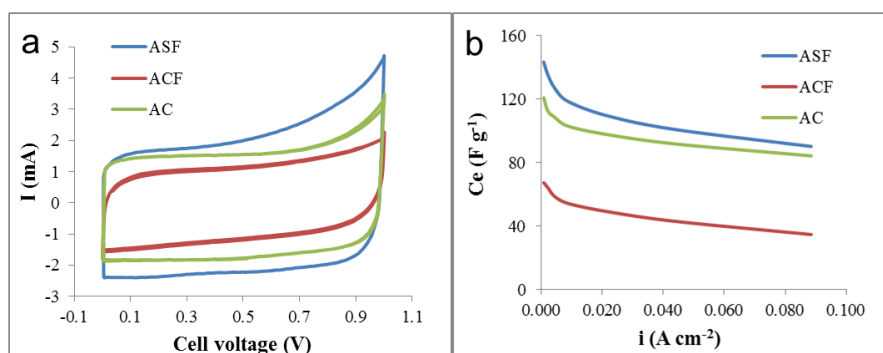 a
ASF
ACF
AC
5
4
3
2
1
0
-1
-2
-3
I (mA)
-0.1 0.1 0.3 0.5 0.7 0.9 1.1
Cell voltage (V)
b
ASF
ACF
AC
160
120
80
40
0
Ce (F g⁻¹)
0.000 0.020 0.040 0.060 0.080 0.100
i (A cm⁻²)